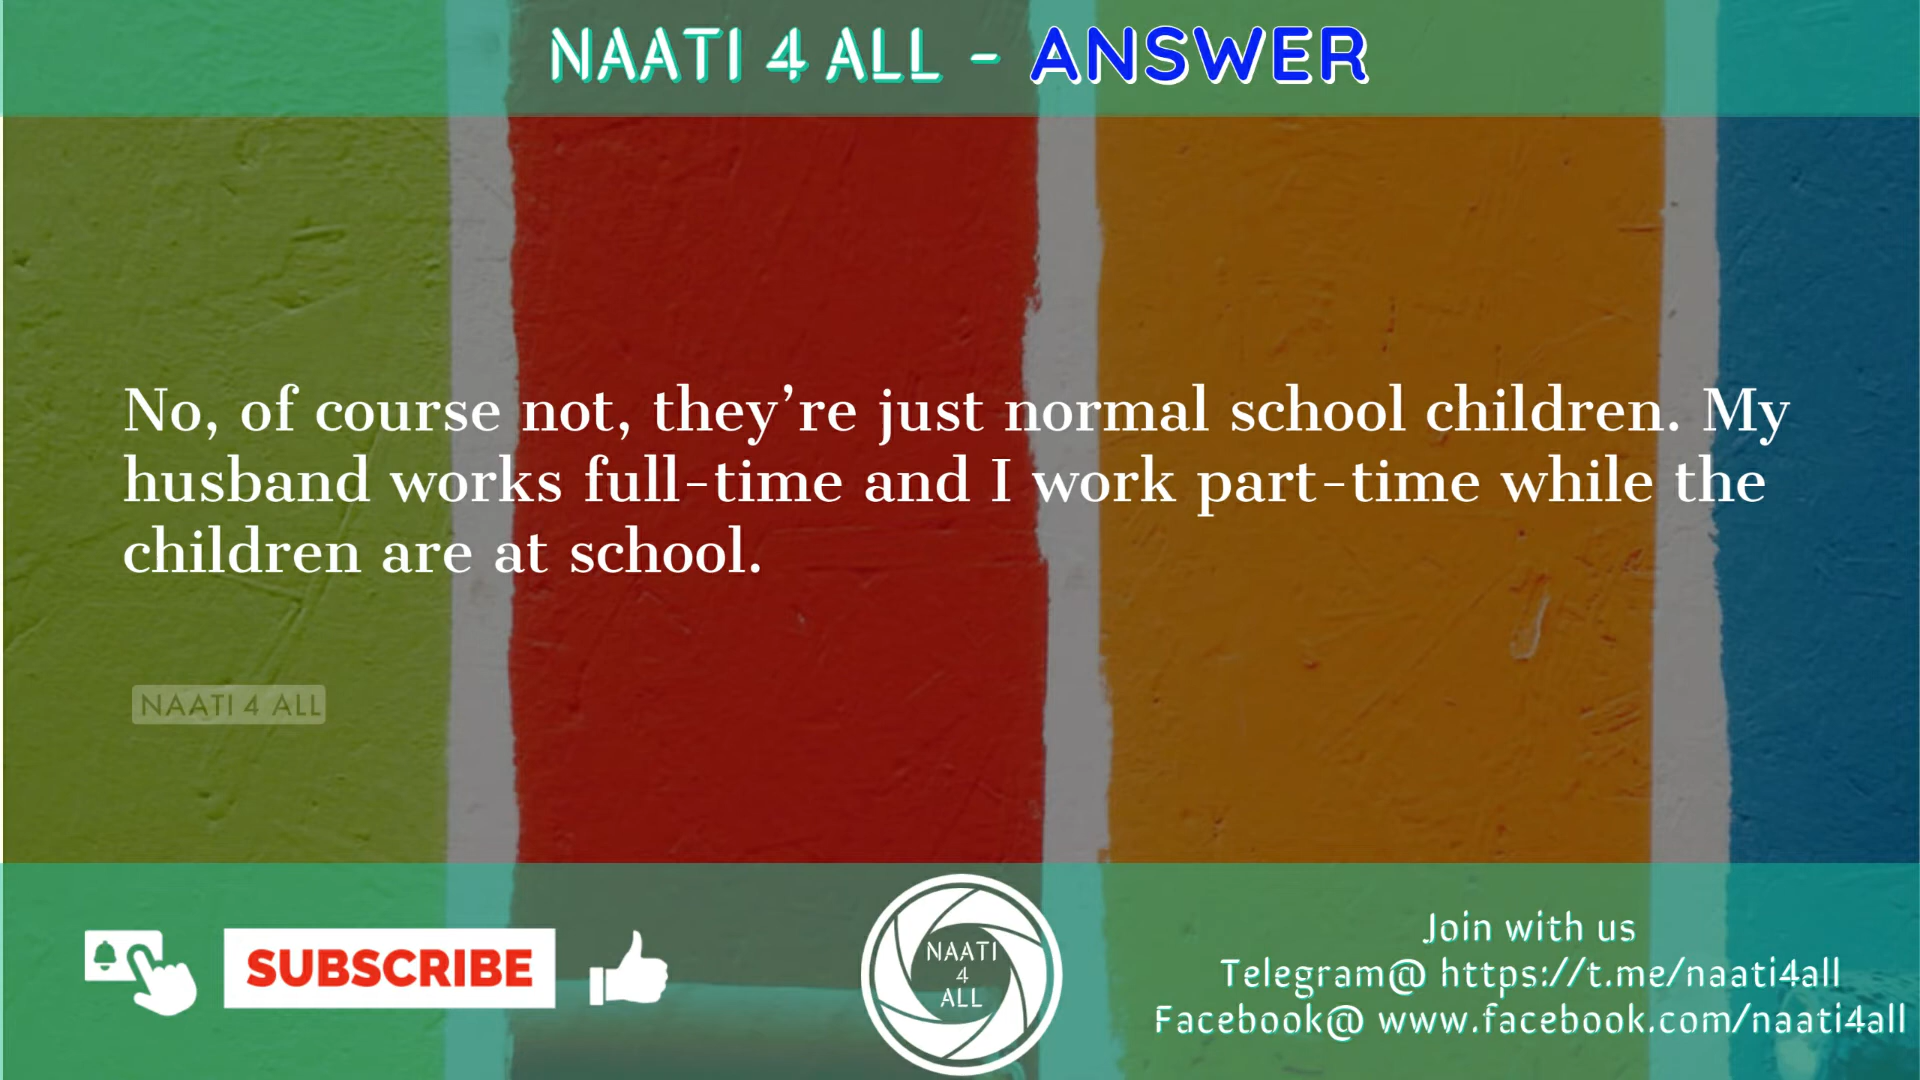 NAATI 4 ALL - ANSWER
No, of course not, they’re just normal school children. My
husband works full-time and I work part-time while the
children are at school.
NAATI 4 ALL
SUBSCRIBE
NAATI
4
ALL
Join with us
Telegram@ https://t.me/naati4all
Facebook@ www.facebook.com/naati4all